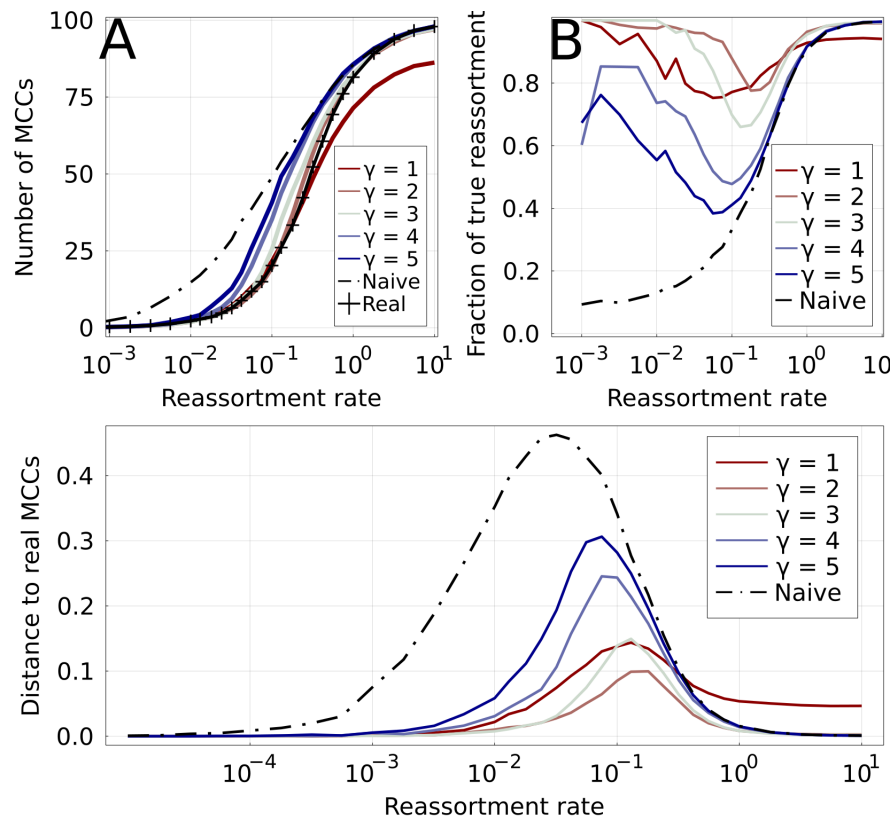 A
Number of MCCs
100
75
50
25
0
γ = 1
γ = 2
γ = 3
γ = 4
γ = 5
Naive
Real
10⁻³ 10⁻² 10⁻¹ 10⁰ 10¹
Reassortment rate
B
Fraction of true reassortment
0.8
0.6
0.4
0.2
0.0
γ = 1
γ = 2
γ = 3
γ = 4
γ = 5
Naive
10⁻³ 10⁻² 10⁻¹ 10⁰ 10
Reassortment rate
Distance to real MCCs
0.4
0.3
0.2
0.1
0.0
γ = 1
γ = 2
γ = 3
γ = 4
γ = 5
Naive
10⁻⁴ 10⁻³ 10⁻² 10⁻¹ 10⁰ 10¹
Reassortment rate